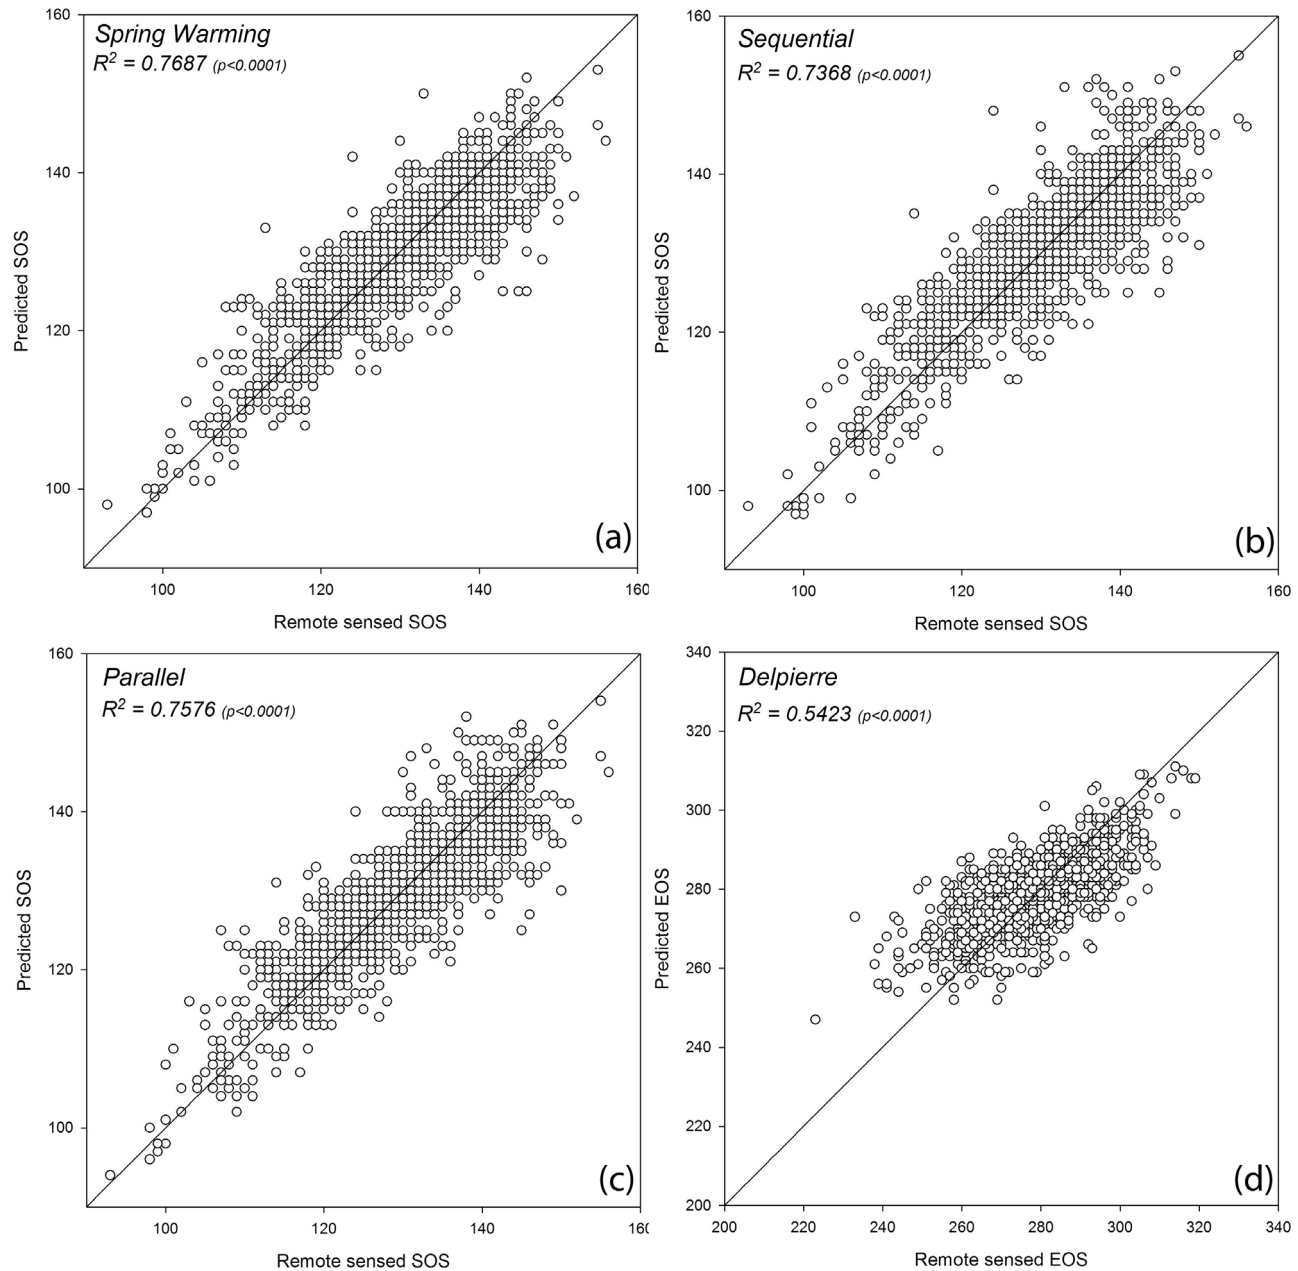 160
Spring Warming
R² = 0.7687 (p<0.0001)
140
120
100
Predicted SOS
(a)
100 120 140 160
Remote sensed SOS
160
Sequential
R² = 0.7368 (p<0.0001)
140
120
100
Predicted SOS
(b)
100 120 140 160
Remote sensed SOS
160
Parallel
R² = 0.7576 (p<0.0001)
140
120
100
Predicted SOS
(c)
100 120 140
Remote sensed SOS
340
Delpierre
R² = 0.5423 (p<0.0001)
320
300
280
260
240
220
200
Predicted EOS
(d)
200 220 240 260 280 300 320 340
Remote sensed EOS